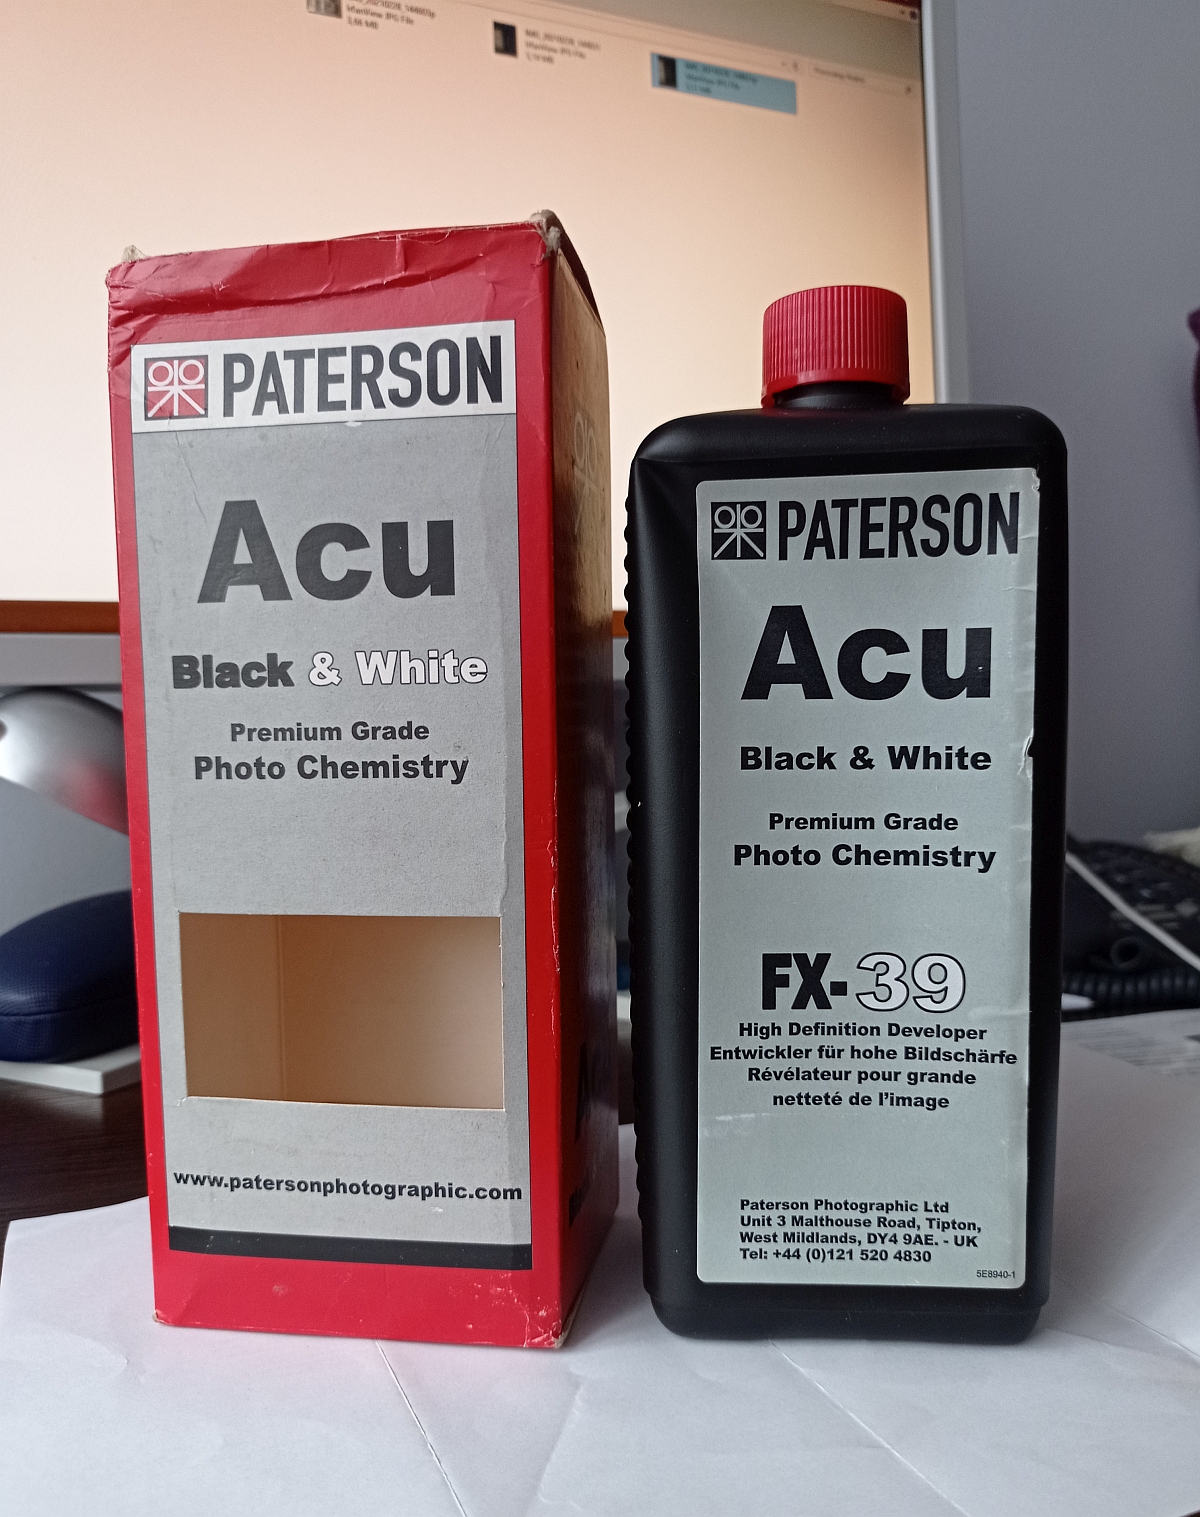 PATERSON
Acu
Black & White
Premium Grade
Photo Chemistry
www.patersonphotographic.com
PATERSON
Acu
Black & White
Premium Grade
Photo Chemistry
FX-39
High Definition Developer
Entwickler für hohe Bildschärfe
Révélateur pour grande
netteté de l'image
Paterson Photographic Ltd
Unit 3 Malthouse Road, Tipton,
West Mildlands, DY4 9AE. - UK
Tel: +44 (0)121 520 4830
5E8940-1